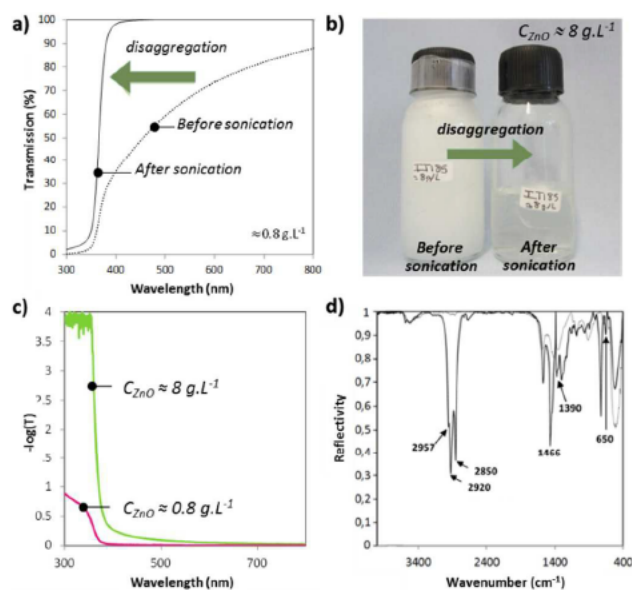 a)
100
90
80
70
60
50
40
30
20
10
0
Transmission (%)
disaggregation
Before sonication
After sonication
≈0.8 g.L-1
300 400 500 600 700 800
Wavelength (nm)
b)
CZnO ≈ 8 g.L-1
disaggregation
Before
sonication
After
sonication
c)
4
3.5
3
2.5
2
1.5
1
0.5
0
-log(T)
CZnO ≈ 8 g.L-1
CZnO ≈ 0.8 g.L-1
300 500 700
Wavelength (nm)
d)
1
0,9
0,8
0,7
0,6
0,5
0,4
0,3
0,2
0,1
0
Reflectivity
2957
2920
2850
1466
1390
650
3400 2400 1400 400
Wavenumber (cm-1)